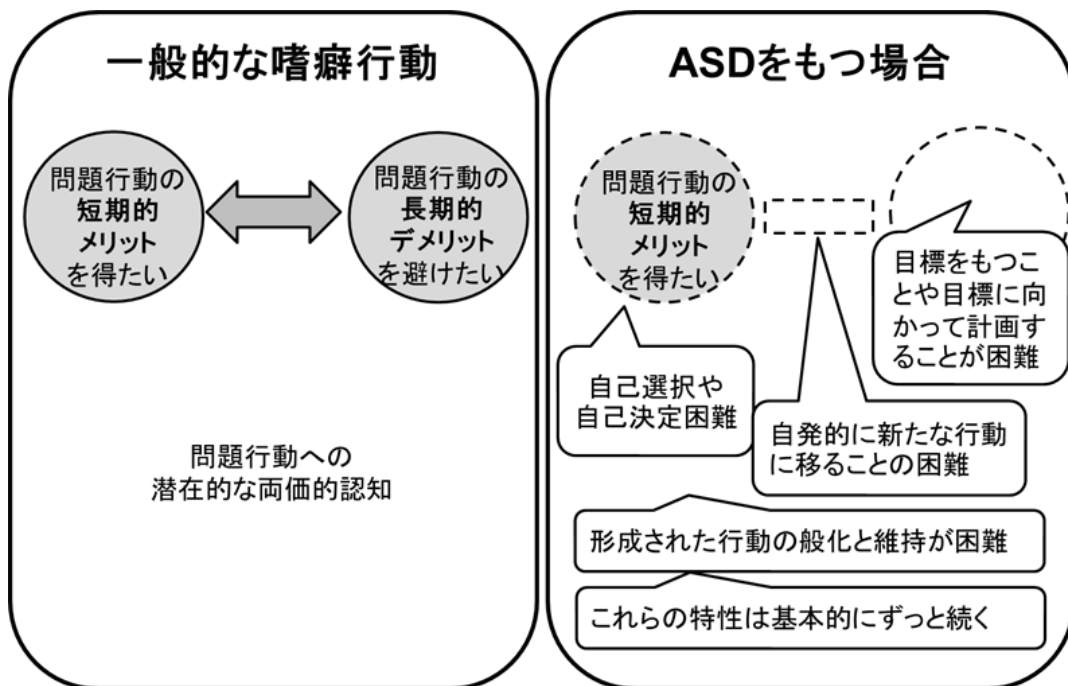 一般的な嗜癖行動
問題行動の
短期的
メリット
を得たい
問題行動の
長期的
デメリット
を避けたい
問題行動への
潜在的な両価的認知
ASDをもつ場合
問題行動の
短期的
メリット
を得たい
目標をもつこ
とや目標に向
かって計画す
ることが困難
自己選択や
自己決定困難
自発的に新たな行動
に移ることの困難
形成された行動の般化と維持が困難
これらの特性は基本的にずっと続く